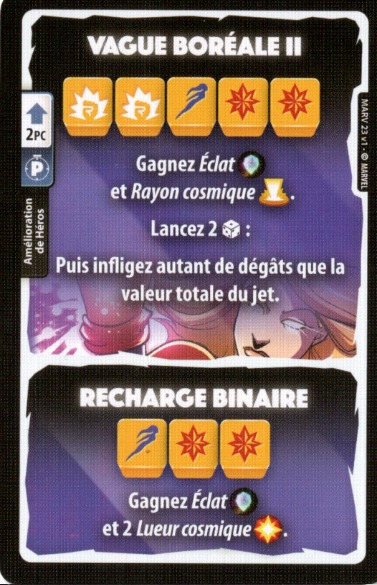 VAGUE BORÉALE II
Gagnez Éclat
et Rayon cosmique .
Lancez 2 :
Puis infligez autant de dégâts que la
valeur totale du jet.
2PC
P
Amélioration
de Héros
MARV 23 v1 - © MARVEL
RECHARGE BINAIRE
Gagnez Éclat
et 2 Lueur cosmique .